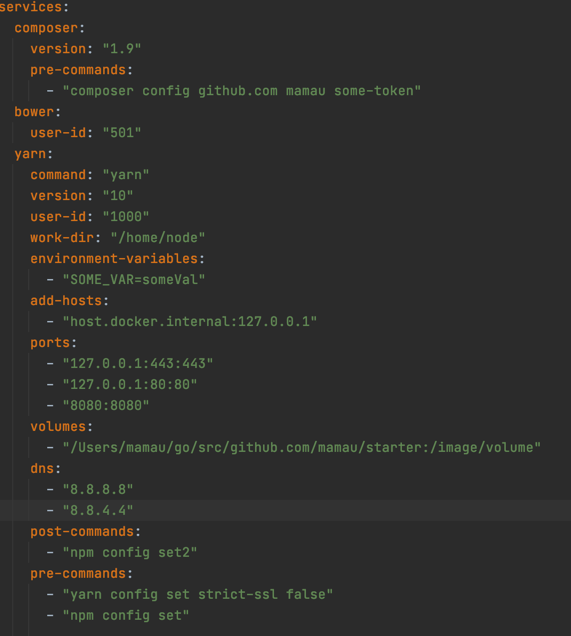 services:
  composer:
    version: "1.9"
    pre-commands:
      - "composer config github.com mamau some-token"
  bower:
    user-id: "501"
  yarn:
    command: "yarn"
    version: "10"
    user-id: "1000"
    work-dir: "/home/node"
    environment-variables:
      - "SOME_VAR=someVal"
    add-hosts:
      - "host.docker.internal:127.0.0.1"
    ports:
      - "127.0.0.1:443:443"
      - "127.0.0.1:80:80"
      - "8080:8080"
    volumes:
      - "/Users/mamau/go/src/github.com/mamau/starter:/image/volume"
    dns:
      - "8.8.8.8"
      - "8.8.4.4"
    post-commands:
      - "npm config set2"
    pre-commands:
      - "yarn config set strict-ssl false"
      - "npm config set"